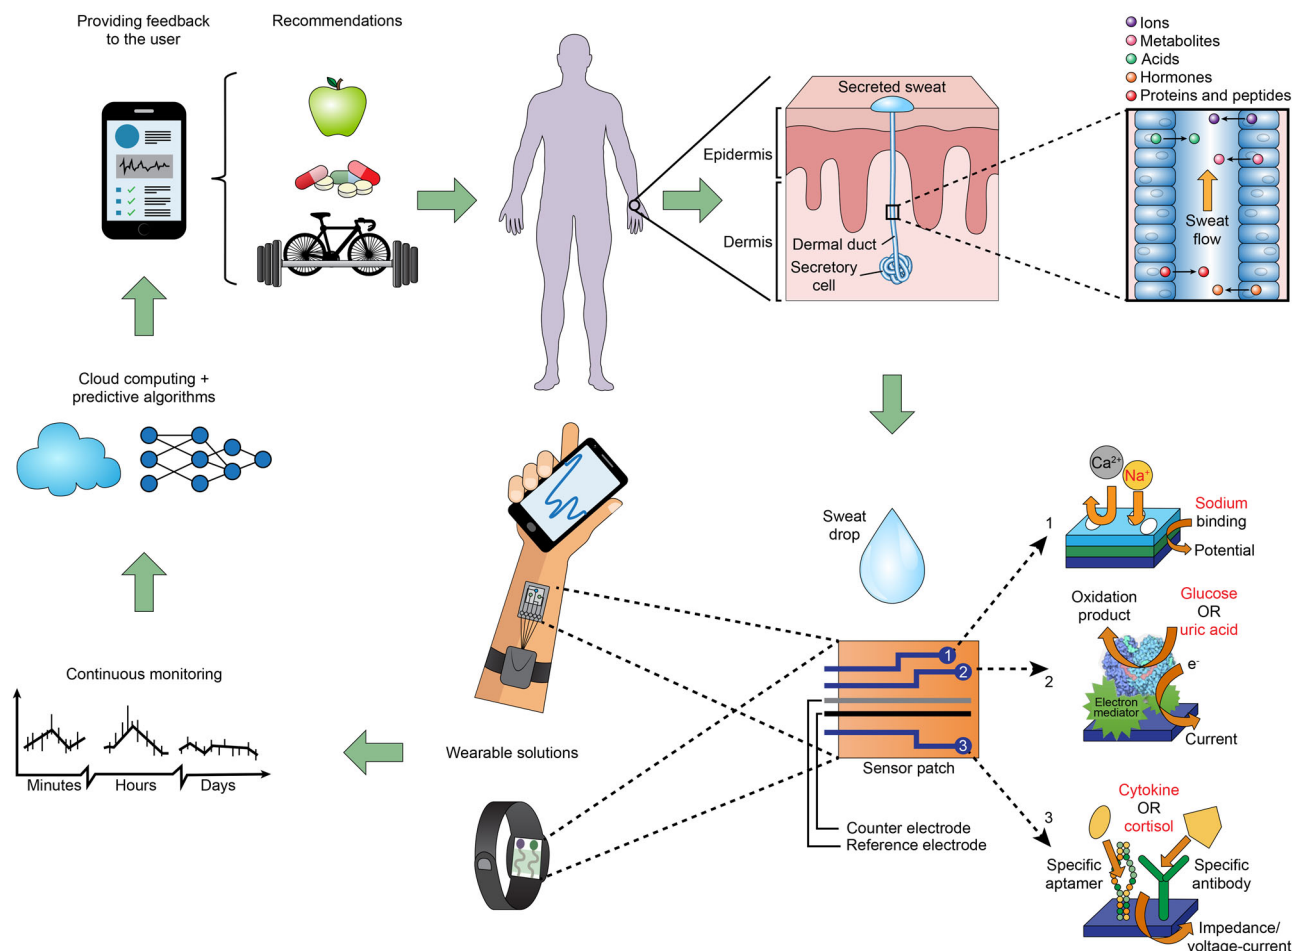 Providing feedback
to the user
Recommendations
Secreted sweat
Epidermis
Dermis
Dermal duct
Secretory
cell
Ions
Metabolites
Acids
Hormones
Proteins and peptides
Sweat
flow
Cloud computing +
predictive algorithms
Sweat
drop
Ca²⁺
Na⁺
1
Sodium
binding
Potential
Oxidation
product
Glucose
OR
uric acid
e⁻
2
Electron
mediator
Current
Continuous monitoring
Minutes
Hours
Days
Wearable solutions
1
2
3
Sensor patch
Counter electrode
Reference electrode
3
Cytokine
OR
cortisol
Specific
aptamer
Specific
antibody
Impedance/
voltage-current